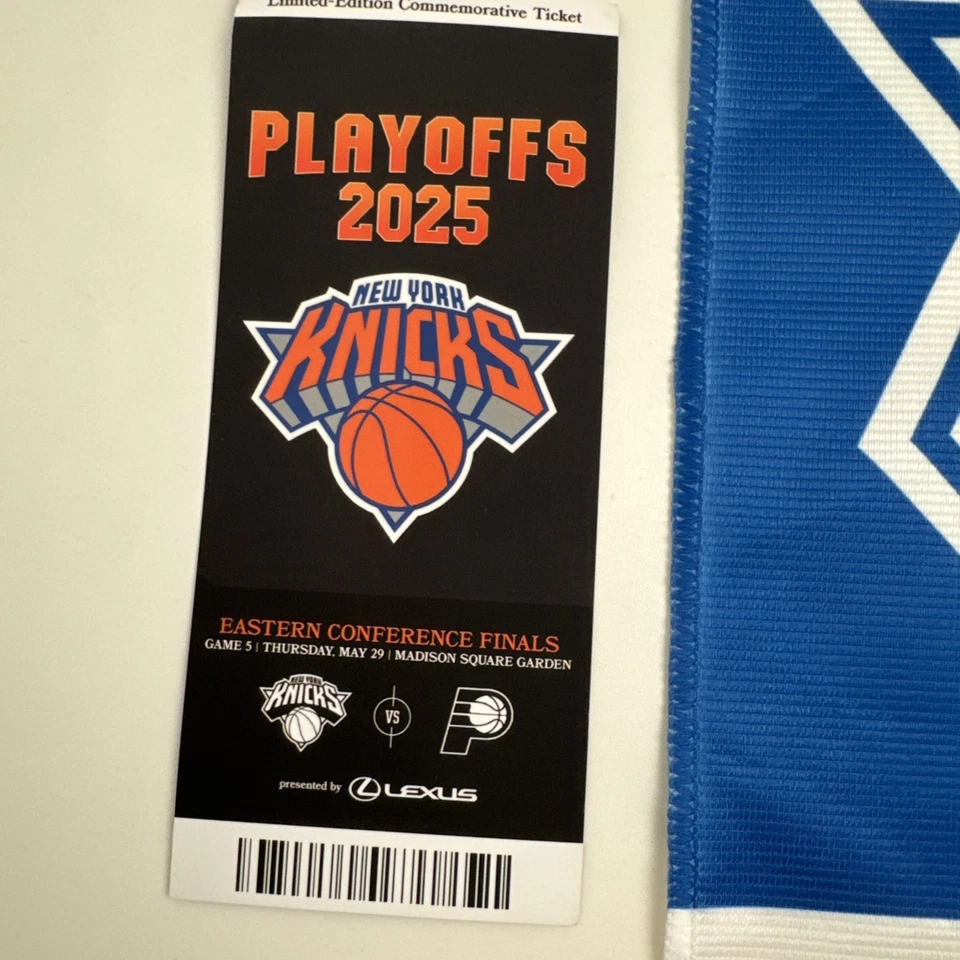 Limited-Edition Commemorative Ticket
PLAYOFFS
2025
NEW YORK
KNICKS
EASTERN CONFERENCE FINALS
GAME 5 | THURSDAY, MAY 29 | MADISON SQUARE GARDEN
NEW YORK
KNICKS
VS
presented by LEXUS